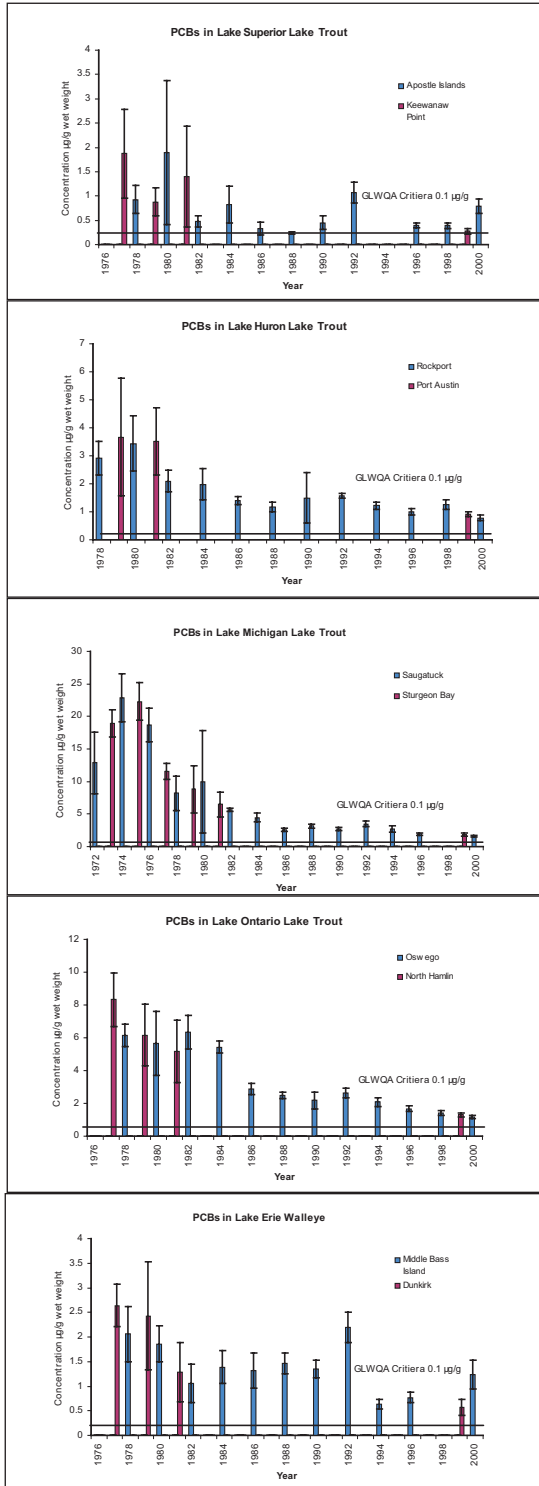 PCBs in Lake Superior Lake Trout
Concentration µg/g wet weight
4
3.5
3
2.5
2
1.5
1
0.5
0
Apostle Islands
Keewanaw
Point
GLWQA Critiera 0.1 µg/g
1976 1978 1980 1982 1984 1986 1988 1990 1992 1994 1996 1998 2000
Year
PCBs in Lake Huron Lake Trout
Concentration µg/g wet weight
7
6
5
4
3
2
1
0
Rockport
Port Austin
GLWQA Critiera 0.1 µg/g
1978 1980 1982 1984 1986 1988 1990 1992 1994 1996 1998 2000
Year
PCBs in Lake Michigan Lake Trout
Concentration µg/g wet weight
30
25
20
15
10
5
0
Saugatuck
Sturgeon Bay
GLWQA Critiera 0.1 µg/g
1972 1974 1976 1978 1980 1982 1984 1986 1988 1990 1992 1994 1996 1998 2000
Year
PCBs in Lake Ontario Lake Trout
Concentration µg/g wet weight
12
10
8
6
4
2
0
Oswego
North Hamlin
GLWQA Critiera 0.1 µg/g
1976 1978 1980 1982 1984 1986 1988 1990 1992 1994 1996 1998 2000
Year
PCBs in Lake Erie Walleye
Concentration µg/g wet weight
4
3.5
3
2.5
2
1.5
1
0.5
0
Middle Bass
Island
Dunkirk
GLWQA Critiera 0.1 µg/g
1976 1978 1980 1982 1984 1986 1988 1990 1992 1994 1996 1998 2000
Year